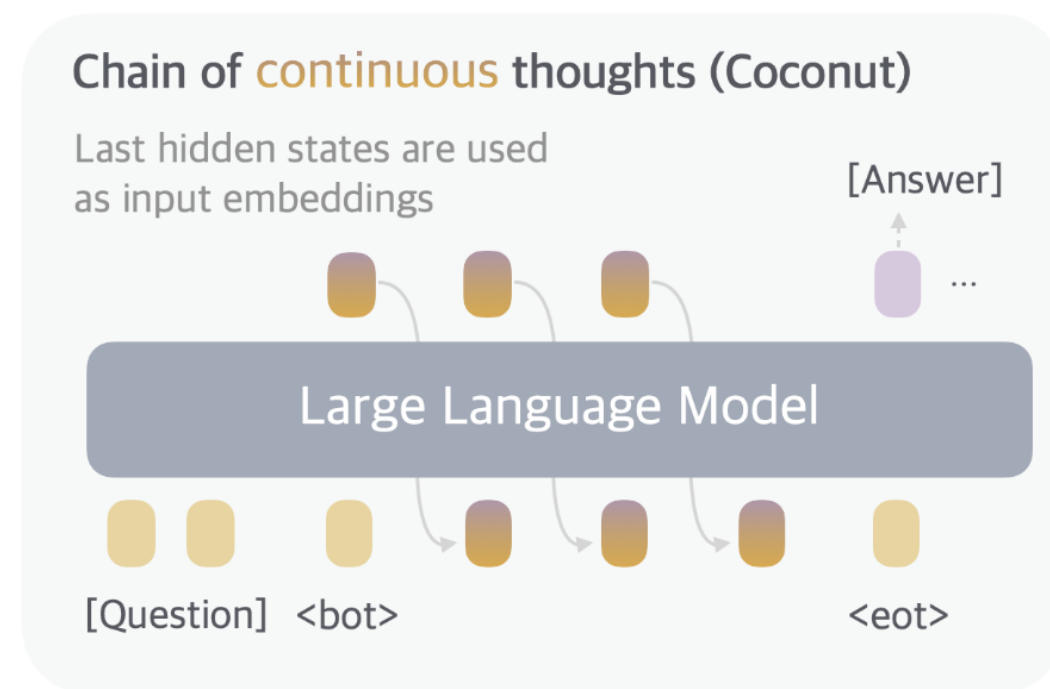 Chain of continuous thoughts (Coconut)
Last hidden states are used
as input embeddings
[Answer]
...
Large Language Model
[Question] <bot> <eot>